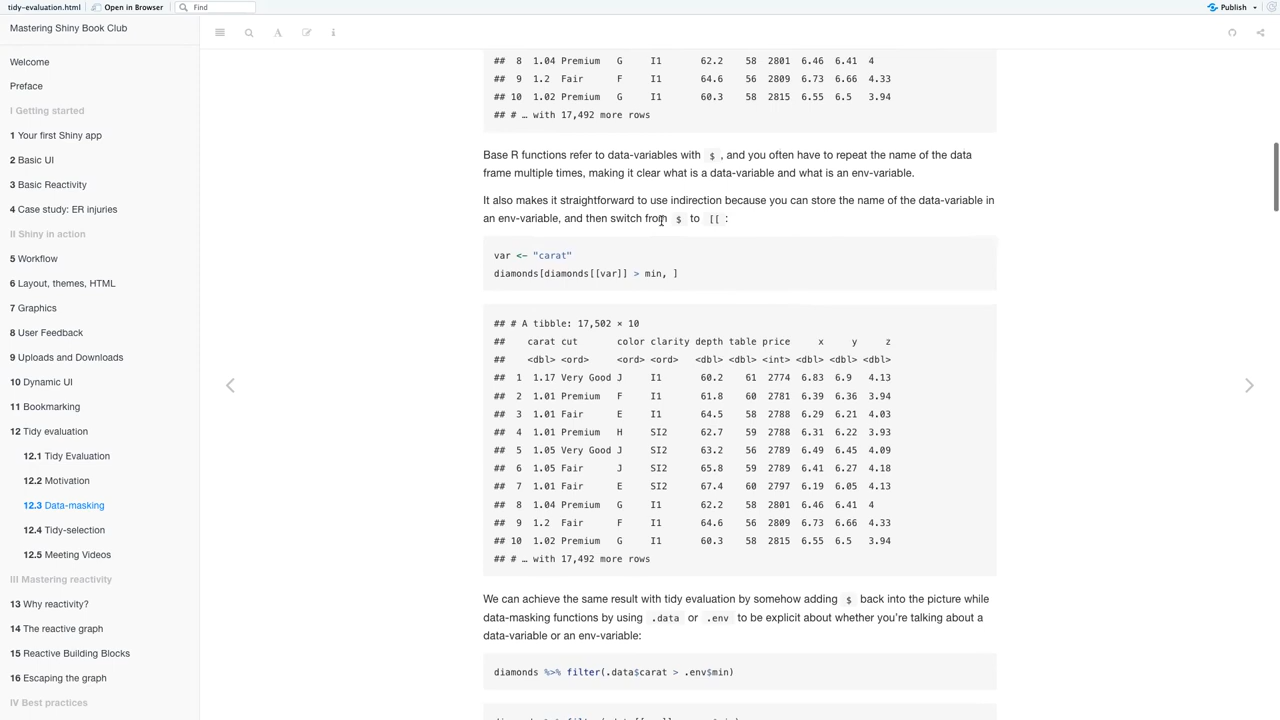 tidy-evaluation.html
Open in Browser
Find
Publish
Mastering Shiny Book Club
Welcome
Preface
I Getting started
1 Your first Shiny app
2 Basic UI
3 Basic Reactivity
4 Case study: ER injuries
II Shiny in action
5 Workflow
6 Layout, themes, HTML
7 Graphics
8 User Feedback
9 Uploads and Downloads
10 Dynamic UI
11 Bookmarking
12 Tidy evaluation
12.1 Tidy Evaluation
12.2 Motivation
12.3 Data-masking
12.4 Tidy-selection
12.5 Meeting Videos
III Mastering reactivity
13 Why reactivity?
14 The reactive graph
15 Reactive Building Blocks
16 Escaping the graph
IV Best practices
## 8 1.04 Premium G I1 62.2 58 2801 6.46 6.41 4
## 9 1.2 Fair F I1 64.6 56 2809 6.73 6.66 4.33
## 10 1.02 Premium G I1 60.3 58 2815 6.55 6.5 3.94
## # … with 17,492 more rows
Base R functions refer to data-variables with $ , and you often have to repeat the name of the data
frame multiple times, making it clear what is a data-variable and what is an env-variable.
It also makes it straightforward to use indirection because you can store the name of the data-variable in
an env-variable, and then switch from $ to [[ :
var <- "carat"
diamonds[diamonds[[var]] > min, ]
## # A tibble: 17,502 × 10
## carat cut color clarity depth table price x y z
## <dbl> <ord> <ord> <ord> <dbl> <dbl> <int> <dbl> <dbl> <dbl>
## 1 1.17 Very Good J I1 60.2 61 2774 6.83 6.9 4.13
## 2 1.01 Premium F I1 61.8 60 2781 6.39 6.36 3.94
## 3 1.01 Fair E I1 64.5 58 2788 6.29 6.21 4.03
## 4 1.01 Premium H SI2 62.7 59 2788 6.31 6.22 3.93
## 5 1.05 Very Good J SI2 63.2 56 2789 6.49 6.45 4.09
## 6 1.05 Fair J SI2 65.8 59 2789 6.41 6.27 4.18
## 7 1.01 Fair E SI2 67.4 60 2797 6.19 6.05 4.13
## 8 1.04 Premium G I1 62.2 58 2801 6.46 6.41 4
## 9 1.2 Fair F I1 64.6 56 2809 6.73 6.66 4.33
## 10 1.02 Premium G I1 60.3 58 2815 6.55 6.5 3.94
## # … with 17,492 more rows
We can achieve the same result with tidy evaluation by somehow adding $ back into the picture while
data-masking functions by using .data or .env to be explicit about whether you're talking about a
data-variable or an env-variable:
diamonds %>% filter(.data$carat > .env$min)